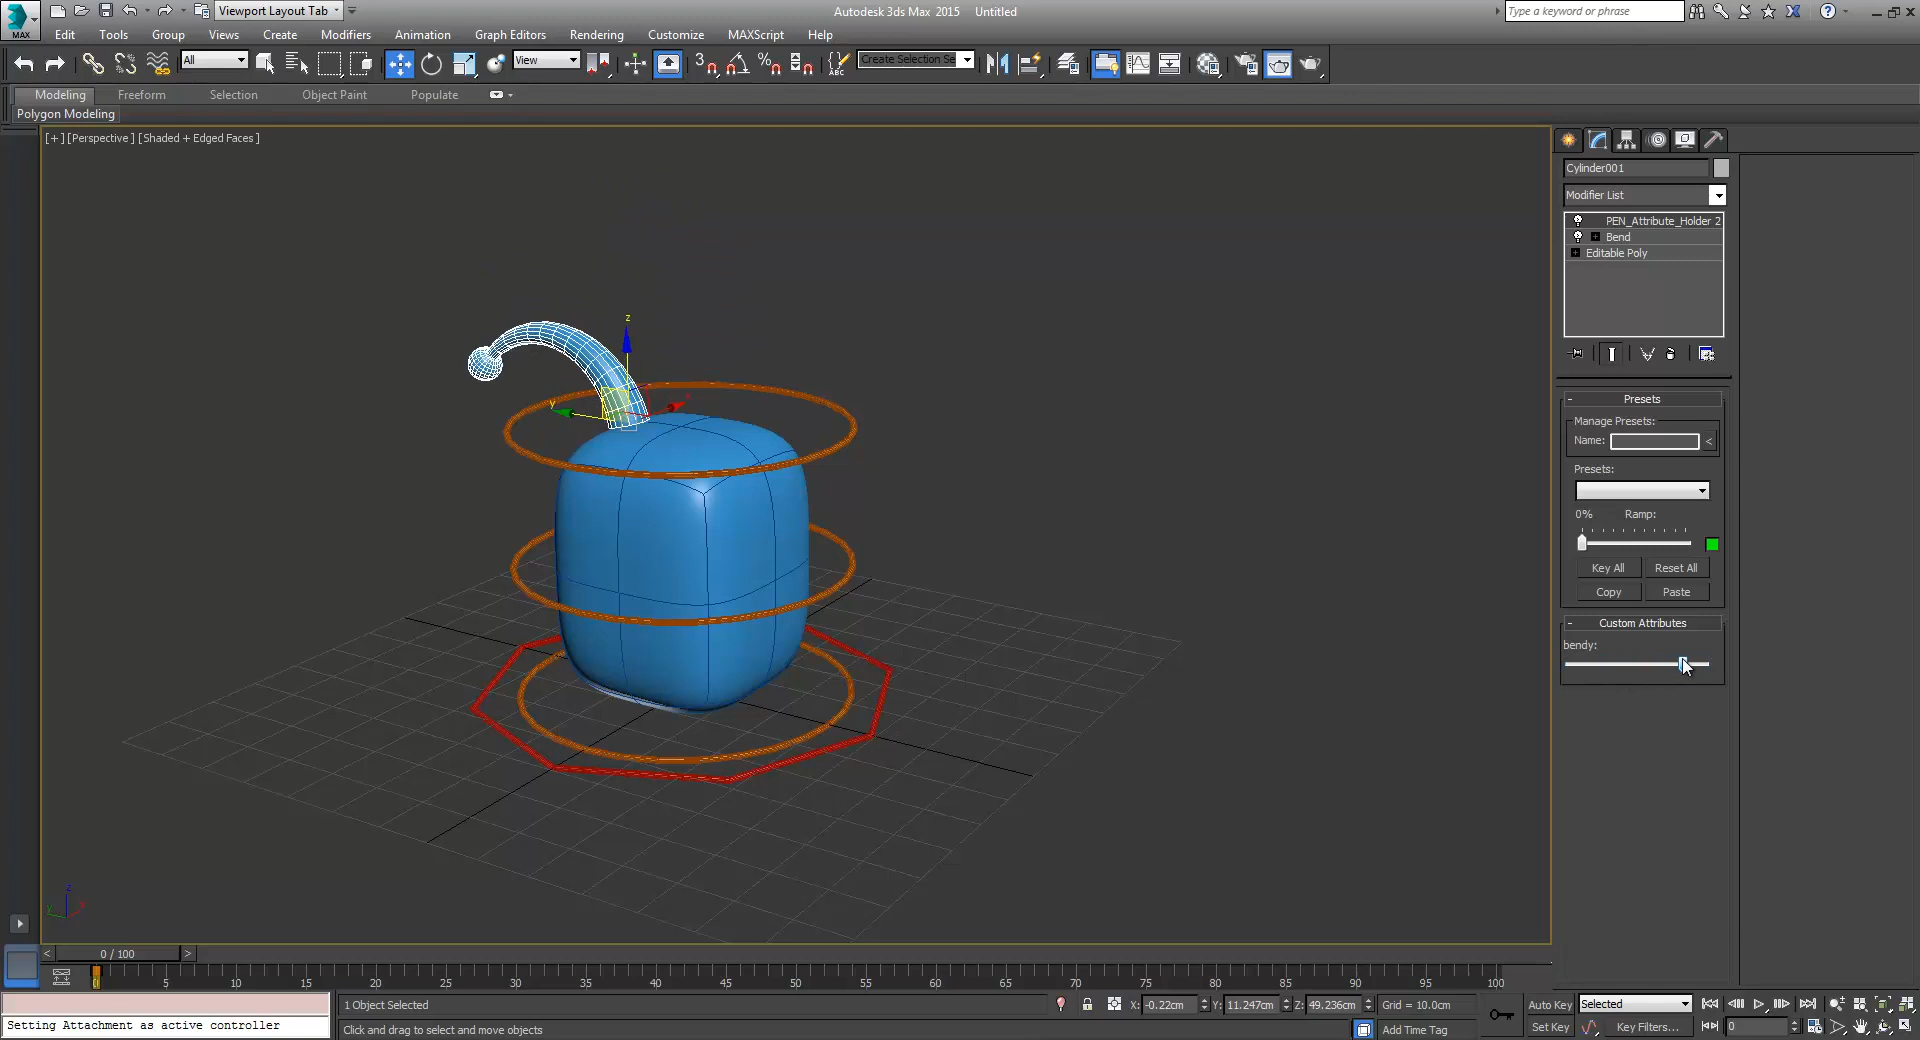 Viewport Layout Tab
Autodesk 3ds Max 2015 Untitled
Type a keyword or phrase
MAX
Edit Tools Group Views Create Modifiers Animation Graph Editors Rendering Customize MAXScript Help
All
View
3
ABC
Create Selection Se
Modeling Freeform Selection Object Paint Populate
Polygon Modeling
[+] [Perspective] [Shaded + Edged Faces]
Cylinder001
Modifier List
PEN_Attribute_Holder 2
Bend
Editable Poly
Presets
Manage Presets:
Name: <
Presets:
0% Ramp:
Key All Reset All
Copy Paste
Custom Attributes
bendy:
z
y
x
z
y x
< 0 / 100 >
0 5 10 15 20 25 30 35 40 45 50 55 60 65 70 75 80 85 90 95 100
1 Object Selected
X: -0.22cm Y: 11.247cm Z: 49.236cm Grid = 10.0cm
Auto Key Selected
Setting Attachment as active controller
Click and drag to select and move objects
Add Time Tag
Set Key Key Filters... 0